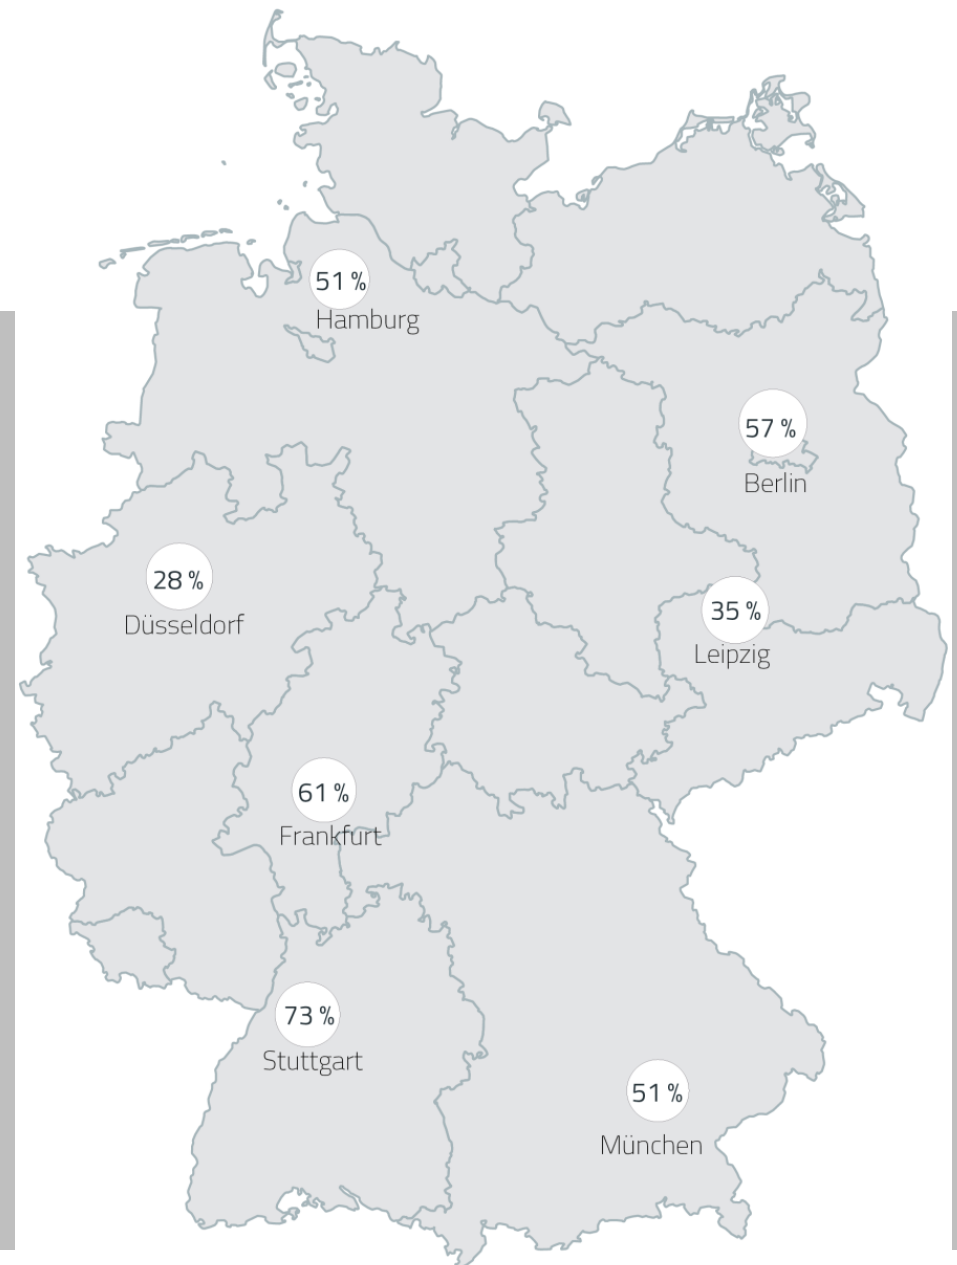 51 %
Hamburg
57 %
Berlin
28 %
Düsseldorf
35 %
Leipzig
61 %
Frankfurt
73 %
Stuttgart
51 %
München